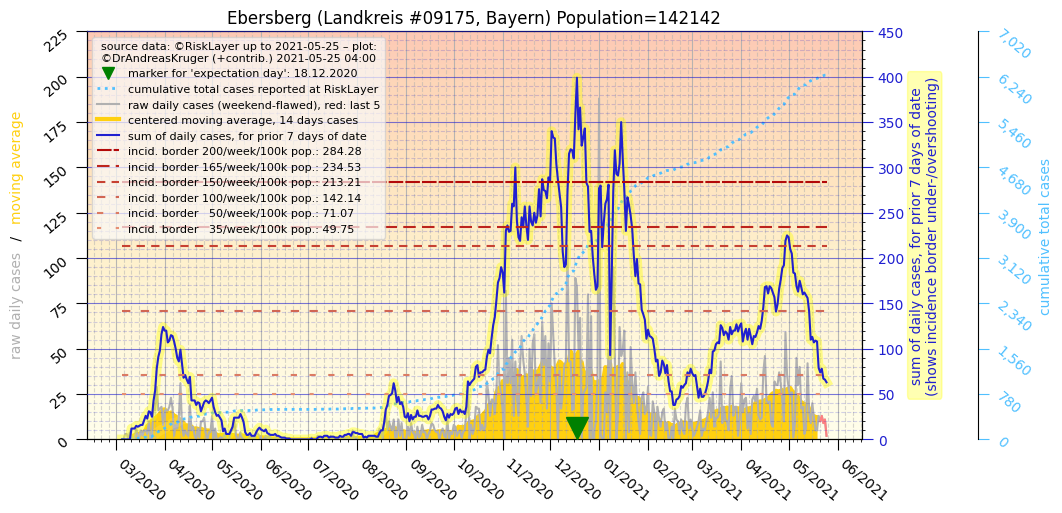 Ebersberg (Landkreis #09175, Bayern) Population=142142
source data: ©RiskLayer up to 2021-05-25 – plot:
©DrAndreasKruger (+contrib.) 2021-05-25 04:00
marker for 'expectation day': 18.12.2020
cumulative total cases reported at RiskLayer
raw daily cases (weekend-flawed), red: last 5
centered moving average, 14 days cases
sum of daily cases, for prior 7 days of date
incid. border 200/week/100k pop.: 284.28
incid. border 165/week/100k pop.: 234.53
incid. border 150/week/100k pop.: 213.21
incid. border 100/week/100k pop.: 142.14
incid. border   50/week/100k pop.: 71.07
incid. border   35/week/100k pop.: 49.75
raw daily cases / moving average
225
200
175
150
125
100
75
50
25
0
03/2020
04/2020
05/2020
06/2020
07/2020
08/2020
09/2020
10/2020
11/2020
12/2020
01/2021
02/2021
03/2021
04/2021
05/2021
06/2021
450
400
350
300
250
200
150
100
50
0
sum of daily cases, for prior 7 days of date
(shows incidence border under-/overshooting)
7,020
6,240
5,460
4,680
3,900
3,120
2,340
1,560
780
0
cumulative total cases